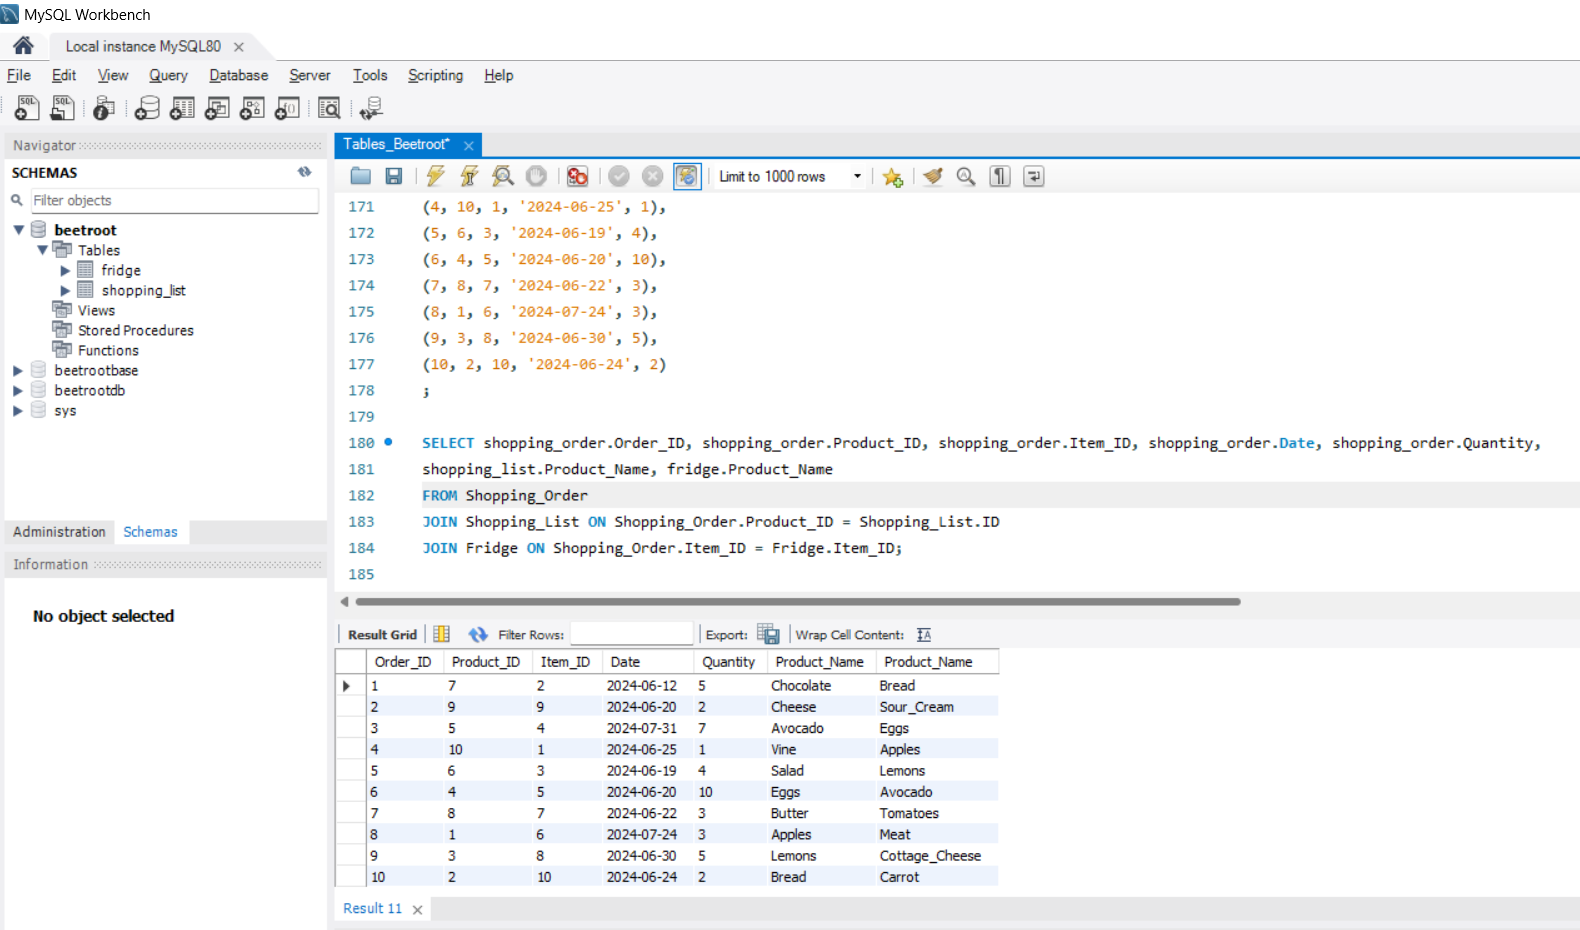 MySQL Workbench
Local instance MySQL80
File Edit View Query Database Server Tools Scripting Help
Navigator
SCHEMAS
Filter objects
beetroot
Tables
fridge
shopping_list
Views
Stored Procedures
Functions
beetrootbase
beetrootdb
sys
Administration Schemas
Information
No object selected
Tables_Beetroot*
Limit to 1000 rows
171 (4, 10, 1, '2024-06-25', 1),
172 (5, 6, 3, '2024-06-19', 4),
173 (6, 4, 5, '2024-06-20', 10),
174 (7, 8, 7, '2024-06-22', 3),
175 (8, 1, 6, '2024-07-24', 3),
176 (9, 3, 8, '2024-06-30', 5),
177 (10, 2, 10, '2024-06-24', 2)
178 ;
179
180 SELECT shopping_order.Order_ID, shopping_order.Product_ID, shopping_order.Item_ID, shopping_order.Date, shopping_order.Quantity,
181 shopping_list.Product_Name, fridge.Product_Name
182 FROM Shopping_Order
183 JOIN Shopping_List ON Shopping_Order.Product_ID = Shopping_List.ID
184 JOIN Fridge ON Shopping_Order.Item_ID = Fridge.Item_ID;
185
Result Grid Filter Rows: Export: Wrap Cell Content:
Order_ID Product_ID Item_ID Date Quantity Product_Name Product_Name
1 7 2 2024-06-12 5 Chocolate Bread
2 9 9 2024-06-20 2 Cheese Sour_Cream
3 5 4 2024-07-31 7 Avocado Eggs
4 10 1 2024-06-25 1 Vine Apples
5 6 3 2024-06-19 4 Salad Lemons
6 4 5 2024-06-20 10 Eggs Avocado
7 8 7 2024-06-22 3 Butter Tomatoes
8 1 6 2024-07-24 3 Apples Meat
9 3 8 2024-06-30 5 Lemons Cottage_Cheese
10 2 10 2024-06-24 2 Bread Carrot
Result 11